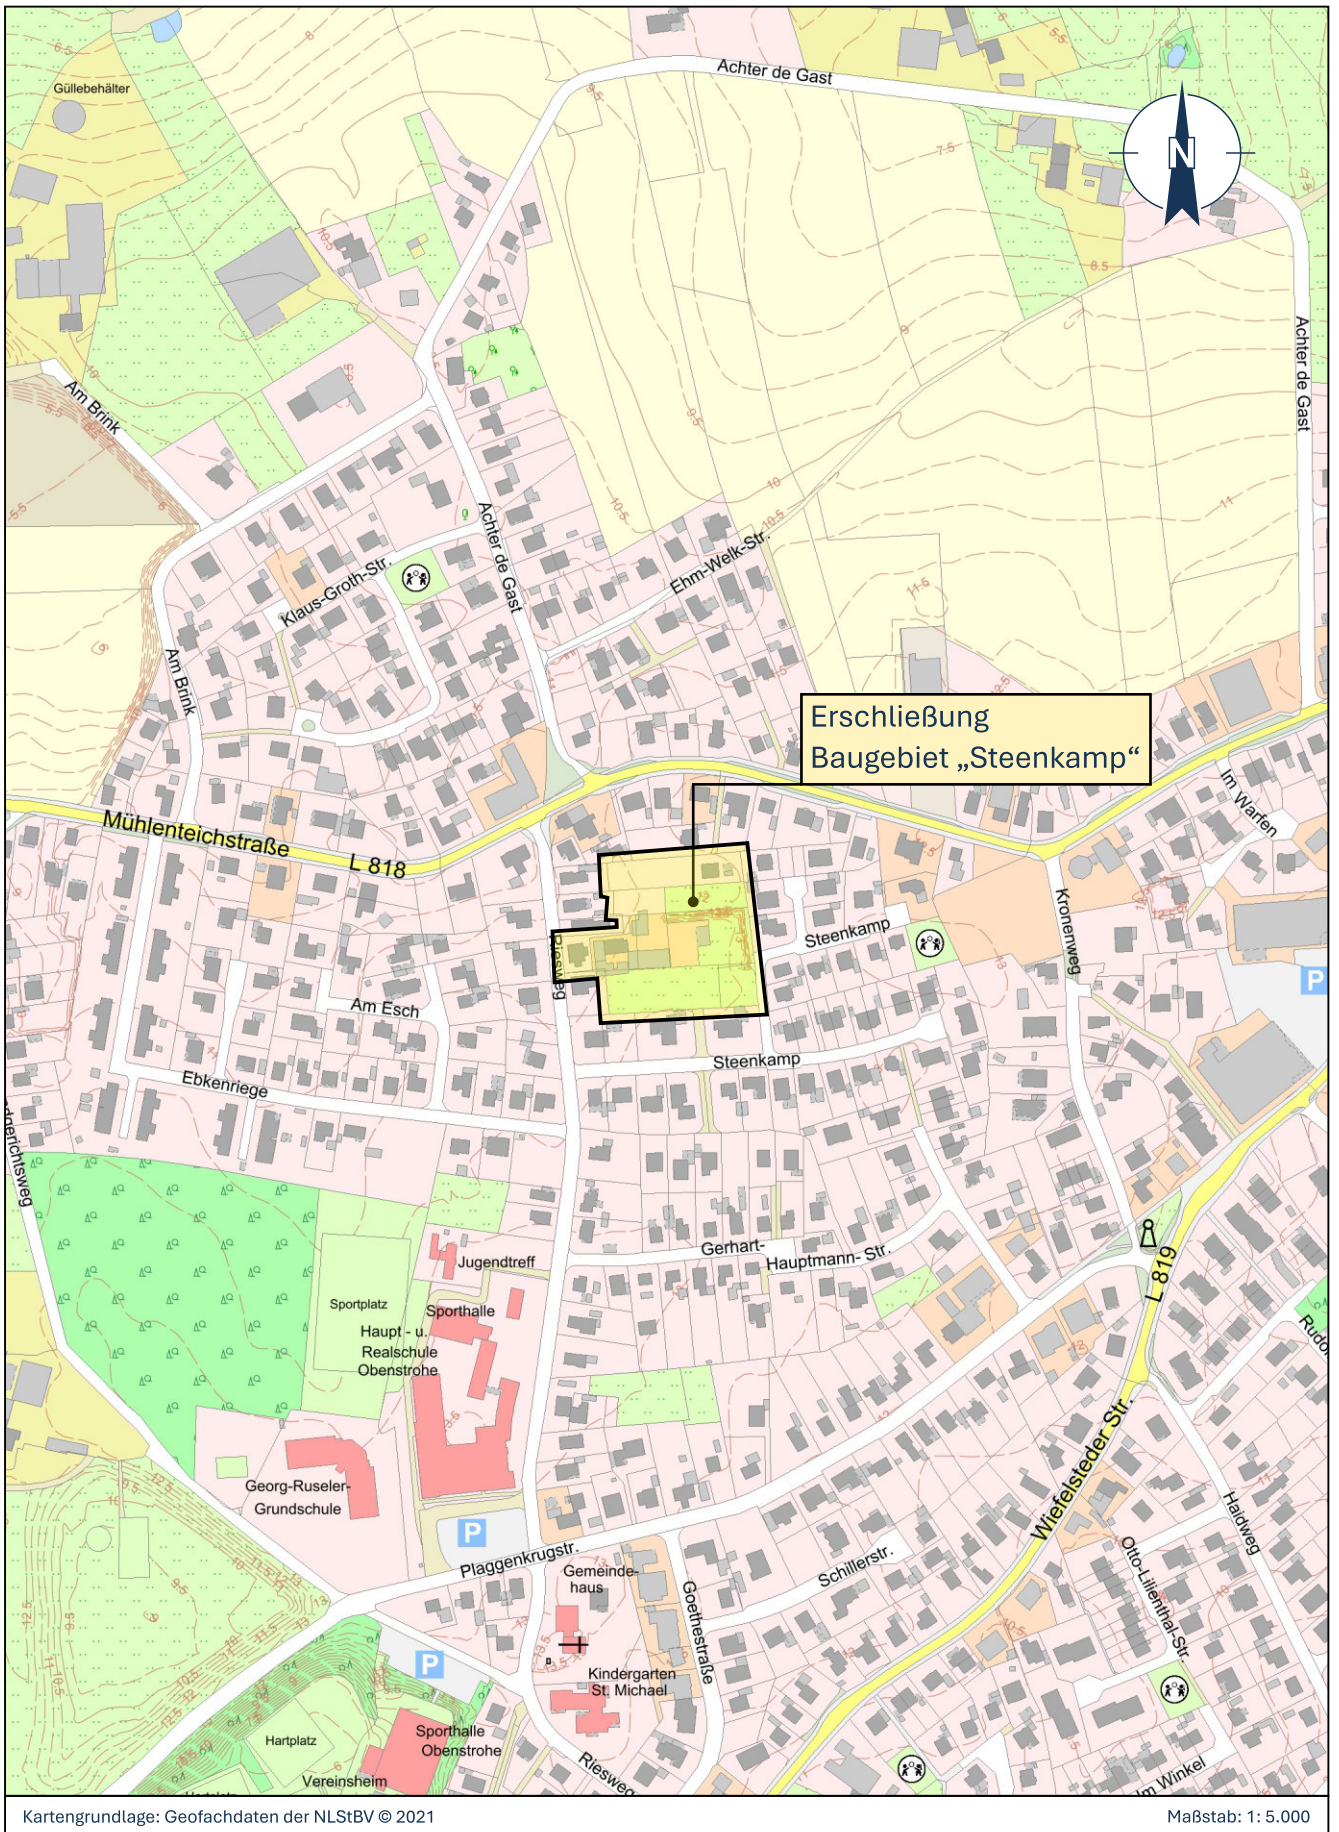 Achter de Gast
Güllebehälter
N
Achter de Gast
Am Brink
Achter de Gast
Ehm-Welk-Str.
Klaus-Groth-Str.
Am Brink
Erschließung
Baugebiet „Steenkamp“
Im Warfen
Mühlenteichstraße
L 818
Kronenweg
Steenkamp
Riesweg
P
Am Esch
Steenkamp
Ebkenriege
Gerhart-
Hauptmann- Str.
L 819
Jugendtreff
Sportplatz
Sporthalle
Haupt - u.
Realschule
Obenstrohe
Wiefelsteder Str.
Georg-Ruseler-
Grundschule
Haidweg
P
Plaggenkrugstr.
Gemeinde-
haus
Schillerstr.
Otto-Lilienthal-Str.
Goethestraße
P
Kindergarten
St. Michael
Hartplatz
Sporthalle
Obenstrohe
Vereinsheim
Riesweg
Im Winkel
Kartengrundlage: Geofachdaten der NLStBV © 2021
Maßstab: 1: 5.000